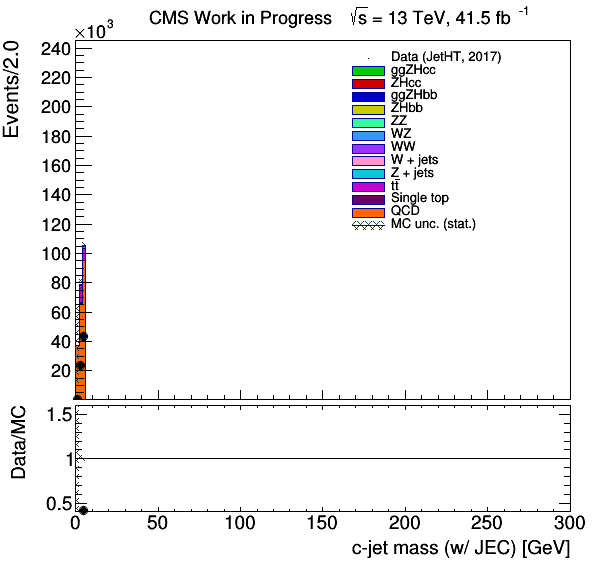 CMS Work in Progress √s = 13 TeV, 41.5 fb⁻¹
×10³
Events/2.0
240
220
200
180
160
140
120
100
80
60
40
20
Data (JetHT, 2017)
ggZHcc
ZHcc
ggZHbb
ZHbb
ZZ
WZ
WW
W + jets
Z + jets
tt̄
Single top
QCD
MC unc. (stat.)
Data/MC
1.5
1
0.5
0 50 100 150 200 250 300
c-jet mass (w/ JEC) [GeV]